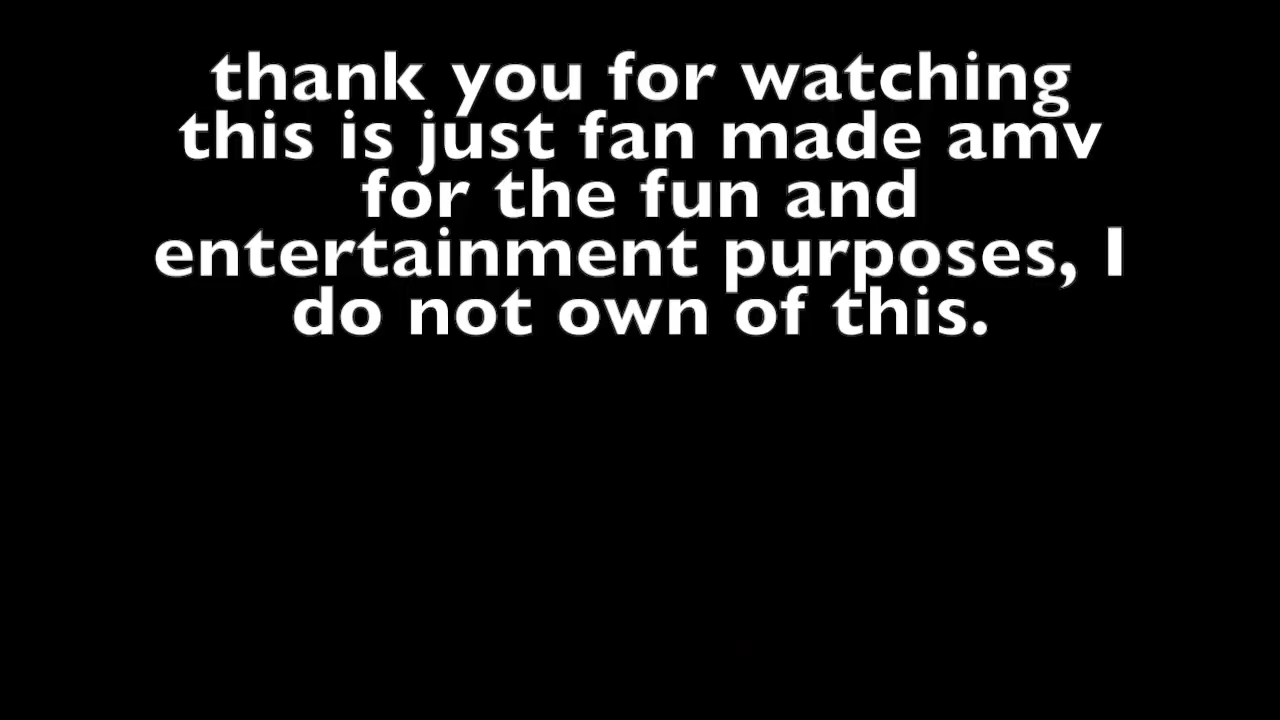 thank you for watching
this is just fan made amv
for the fun and
entertainment purposes, I
do not own of this.